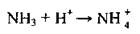 NH₃ + H⁺ → NH₄⁺